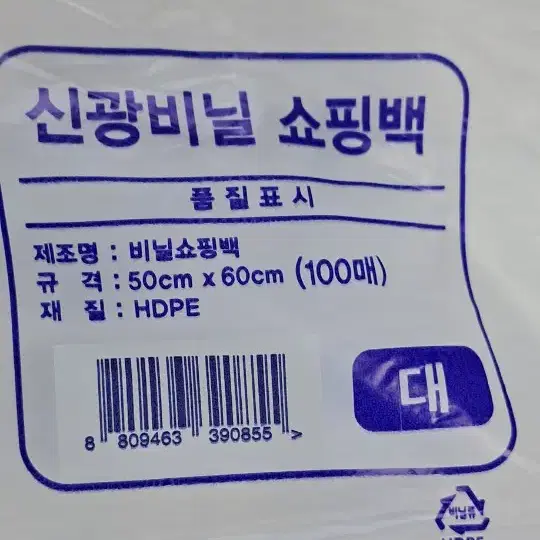 신광비닐 쇼핑백
품 질 표 시
제조명 : 비닐쇼핑백
규 격 : 50cm x 60cm (100매)
재 질 : HDPE
대
8 809463 390855 >
비닐류
HDPE